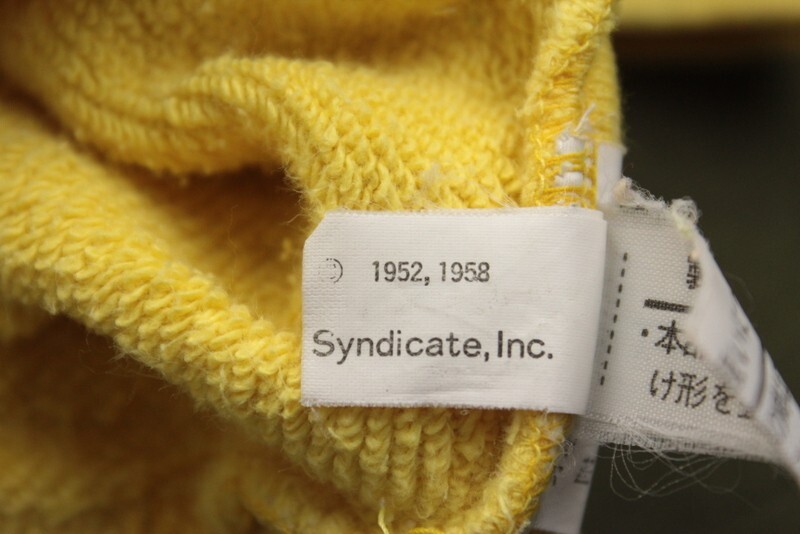 © 1952, 1958
Syndicate, Inc.
・本
け形を